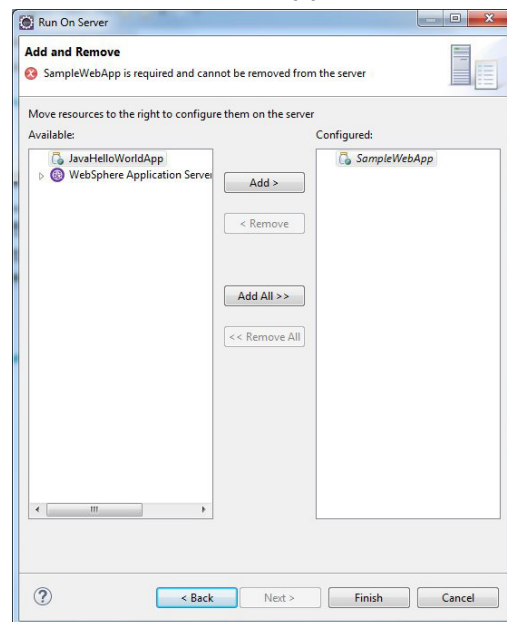 Run On Server
Add and Remove
SampleWebApp is required and cannot be removed from the server
Move resources to the right to configure them on the server
Available:
Configured:
JavaHelloWorldApp
WebSphere Application Server
SampleWebApp
Add >
< Remove
Add All >>
<< Remove All
< Back
Next >
Finish
Cancel